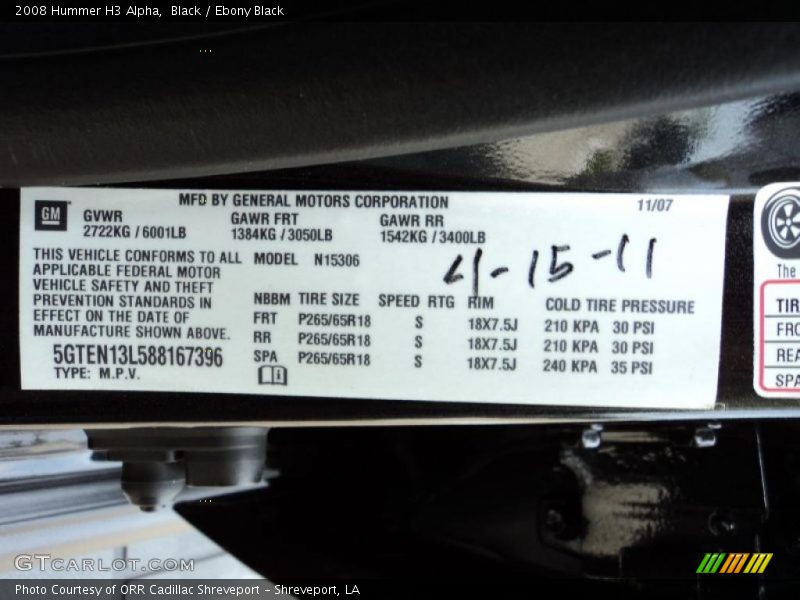 2008 Hummer H3 Alpha,  Black / Ebony Black
MFD BY GENERAL MOTORS CORPORATION 11/07
GM
GVWR GAWR FRT GAWR RR
2722KG / 6001LB 1384KG / 3050LB 1542KG / 3400LB
THIS VEHICLE CONFORMS TO ALL
APPLICABLE FEDERAL MOTOR
VEHICLE SAFETY AND THEFT
PREVENTION STANDARDS IN
EFFECT ON THE DATE OF
MANUFACTURE SHOWN ABOVE.
5GTEN13L588167396
TYPE: M.P.V.
MODEL N15306
4-15-11
NBBM TIRE SIZE SPEED RTG RIM COLD TIRE PRESSURE
FRT P265/65R18 S 18X7.5J 210 KPA 30 PSI
RR P265/65R18 S 18X7.5J 210 KPA 30 PSI
SPA P265/65R18 S 18X7.5J 240 KPA 35 PSI
The
TIR
FRO
REA
SPA
GTCARLOT.COM
Photo Courtesy of ORR Cadillac Shreveport - Shreveport, LA